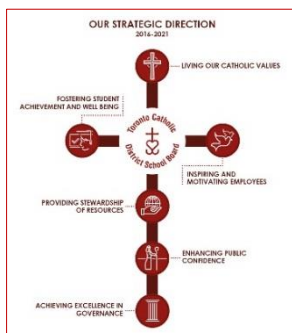 OUR STRATEGIC DIRECTION
2016-2021
LIVING OUR CATHOLIC VALUES
FOSTERING STUDENT
ACHIEVEMENT AND WELL BEING
Toronto Catholic
District School Board
INSPIRING AND
MOTIVATING EMPLOYEES
PROVIDING STEWARDSHIP
OF RESOURCES
ENHANCING PUBLIC
CONFIDENCE
ACHIEVING EXCELLENCE IN
GOVERNANCE